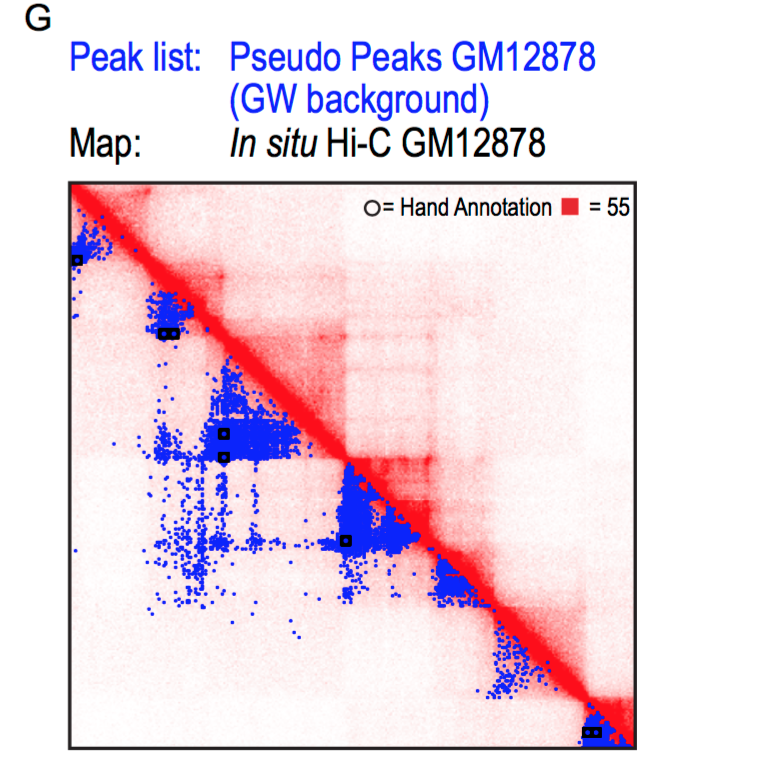 G
Peak list: Pseudo Peaks GM12878
(GW background)
Map: In situ Hi-C GM12878
= Hand Annotation = 55